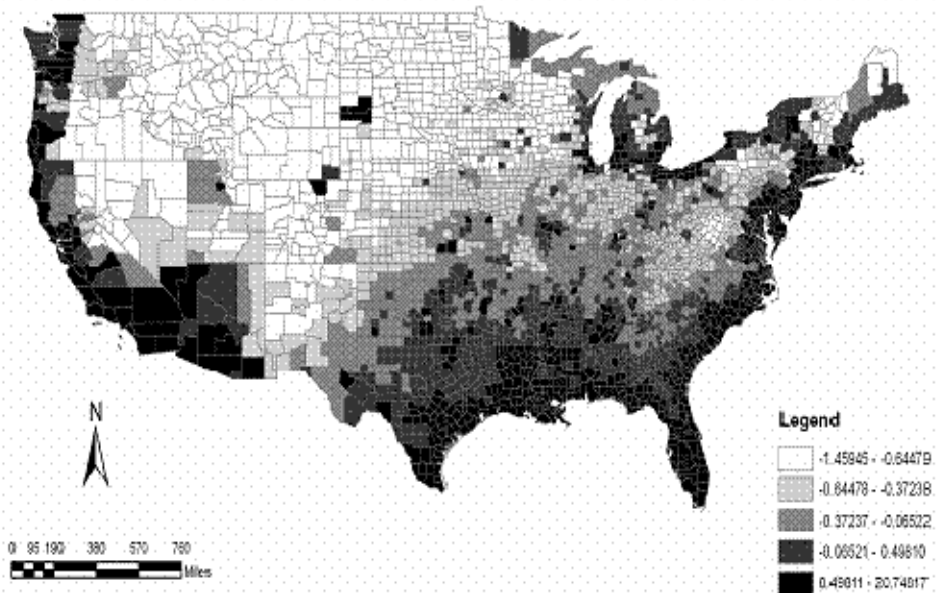 N
Legend
-1.45945 - -0.64479
-0.64478 - -0.37238
-0.37237 - -0.06522
-0.06521 - 0.49810
0.49811 - 20.74817
0 95 190 380 570 760
Miles